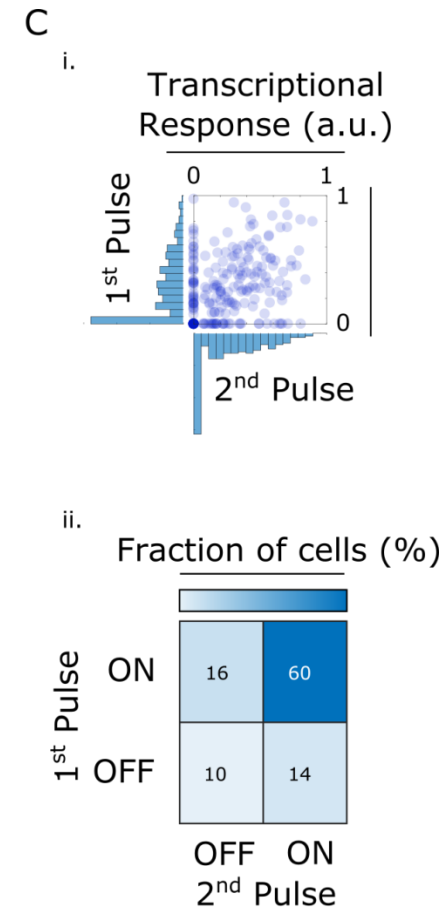 C
i.
Transcriptional
Response (a.u.)
0 1
1
1st Pulse
0
2nd Pulse
ii.
Fraction of cells (%)
ON 16 60
1st Pulse
OFF 10 14
OFF ON
2nd Pulse